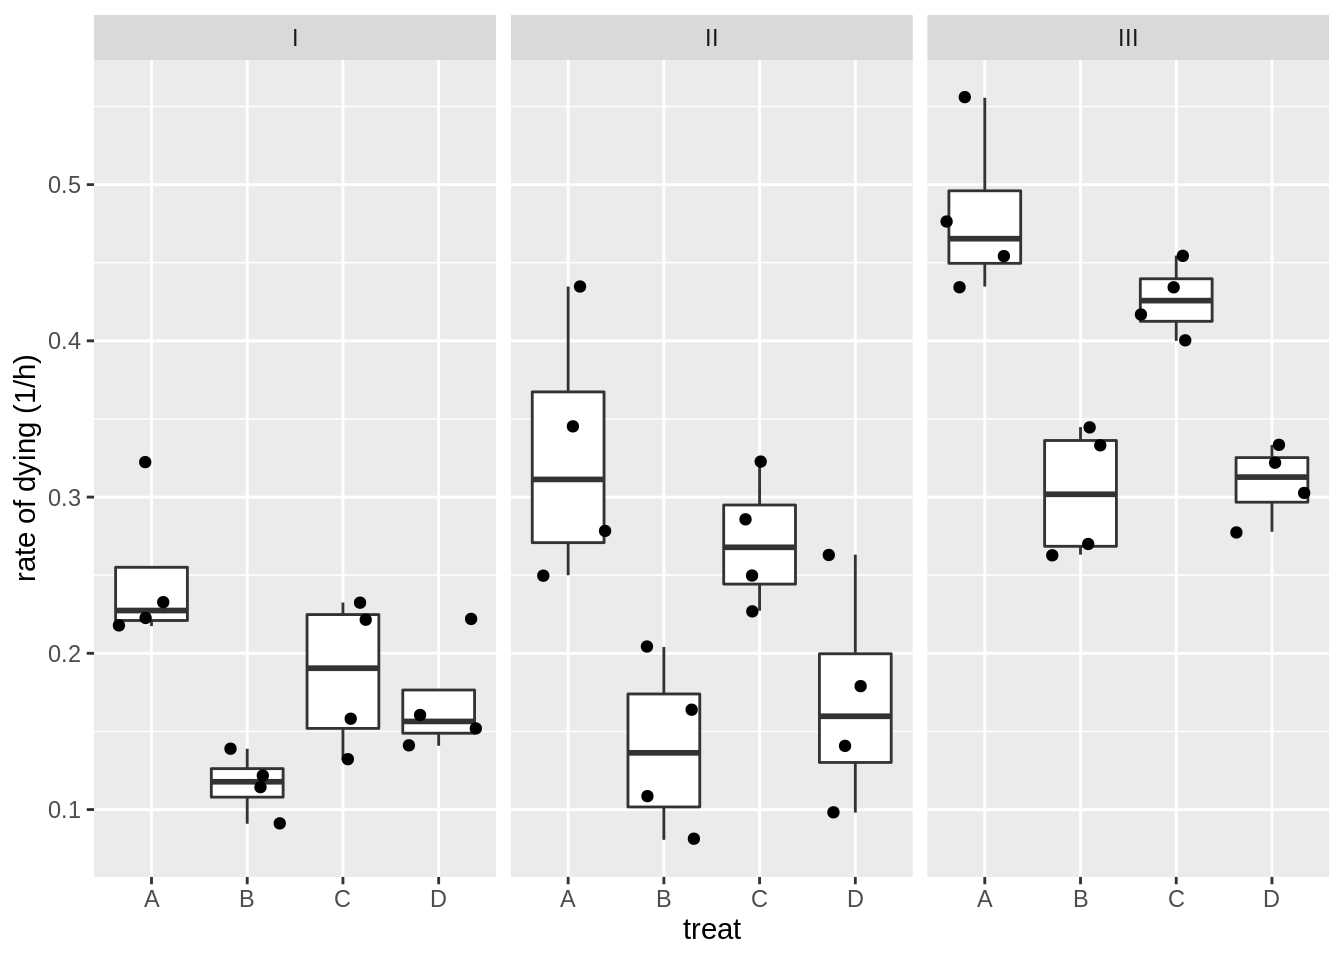 I II III
rate of dying (1/h)
0.5
0.4
0.3
0.2
0.1
A B C D A B C D A B C D
treat